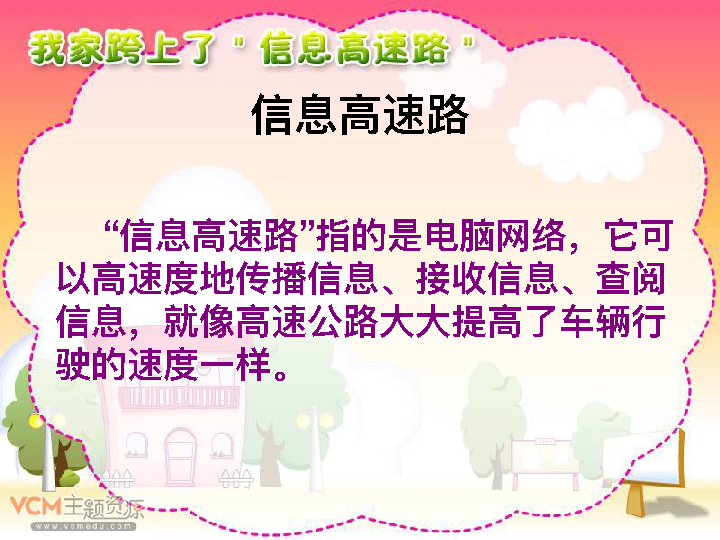 我家跨上了"信息高速路"
信息高速路
“信息高速路”指的是电脑网络，它可
以高速度地传播信息、接收信息、查阅
信息，就像高速公路大大提高了车辆行
驶的速度一样。
VCM主题资源
www.vcmedu.com